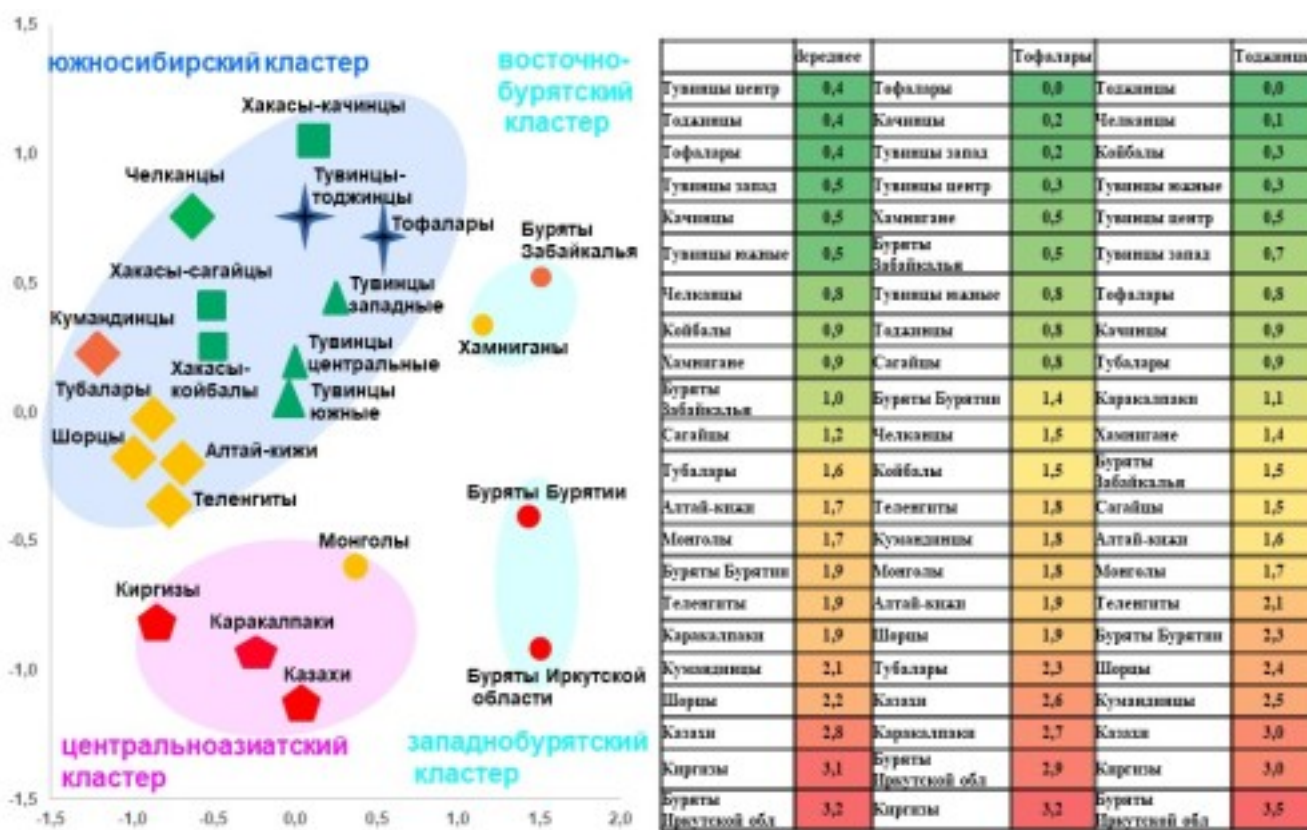 1,5
1,0
0,5
0,0
-0,5
-1,0
-1,5
-1,5 -1,0 -0,5 0,0 0,5 1,0 1,5 2,0
южносибирский кластер
восточно-
бурятский
кластер
Хакасы-качинцы
Челканцы
Тувинцы-
тоджинцы
Тофалары
Буряты
Забайкалья
Хакасы-сагайцы
Тувинцы
западные
Кумандинцы
Хамниганы
Хакасы-
койбалы
Тувинцы
центральные
Тубалары
Тувинцы
южные
Шорцы
Алтай-кижи
Теленгиты
Буряты Бурятии
Монголы
Киргизы
Каракалпаки
Казахи
Буряты Иркутской
области
центральноазиатский
кластер
западнобурятский
кластер
dсреднее Тофалары Тоджинцы
Тувинцы центр 0,4 Тофалары 0,0 Тоджинцы 0,0
Тоджинцы 0,4 Качинцы 0,2 Челканцы 0,1
Тофалары 0,4 Тувинцы запад 0,2 Койбалы 0,3
Тувинцы запад 0,5 Тувинцы центр 0,3 Тувинцы южные 0,3
Качинцы 0,5 Хамнигане 0,5 Тувинцы центр 0,5
Тувинцы южные 0,5 Буряты Забайкалья 0,5 Тувинцы запад 0,7
Челканцы 0,8 Тувинцы южные 0,8 Тофалары 0,8
Койбалы 0,9 Тоджинцы 0,8 Качинцы 0,9
Хамнигане 0,9 Сагайцы 0,8 Тубалары 0,9
Буряты Забайкалья 1,0 Буряты Бурятии 1,4 Каракалпаки 1,1
Сагайцы 1,2 Челканцы 1,5 Хамнигане 1,4
Тубалары 1,6 Койбалы 1,5 Буряты Забайкалья 1,5
Алтай-кижи 1,7 Теленгиты 1,8 Сагайцы 1,5
Монголы 1,7 Кумандинцы 1,8 Алтай-кижи 1,6
Буряты Бурятии 1,9 Монголы 1,8 Монголы 1,7
Теленгиты 1,9 Алтай-кижи 1,9 Теленгиты 2,1
Каракалпаки 1,9 Шорцы 1,9 Буряты Бурятии 2,3
Кумандинцы 2,1 Тубалары 2,3 Шорцы 2,4
Шорцы 2,2 Казахи 2,6 Кумандинцы 2,5
Казахи 2,8 Каракалпаки 2,7 Казахи 3,0
Киргизы 3,1 Буряты Иркутской обл 2,9 Киргизы 3,0
Буряты Иркутской обл 3,2 Киргизы 3,2 Буряты Иркутской обл 3,5